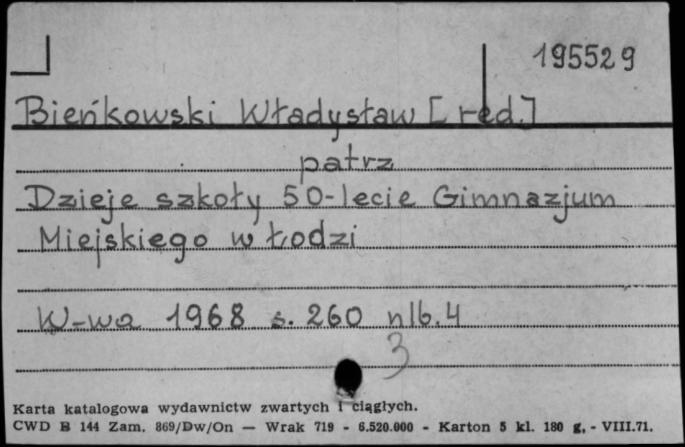 195529
Bieńkowski Władysław [red.]
patrz
Dzieje szkoły 50-lecie Gimnazjum
Miejskiego w Łodzi
W-wa 1968 s. 260 nlb. 4
3
Karta katalogowa wydawnictw zwartych i ciągłych.
CWD B 144 Zam. 869/Dw/On — Wrak 719 - 6.520.000 - Karton 5 kl. 180 g. - VIII.71.